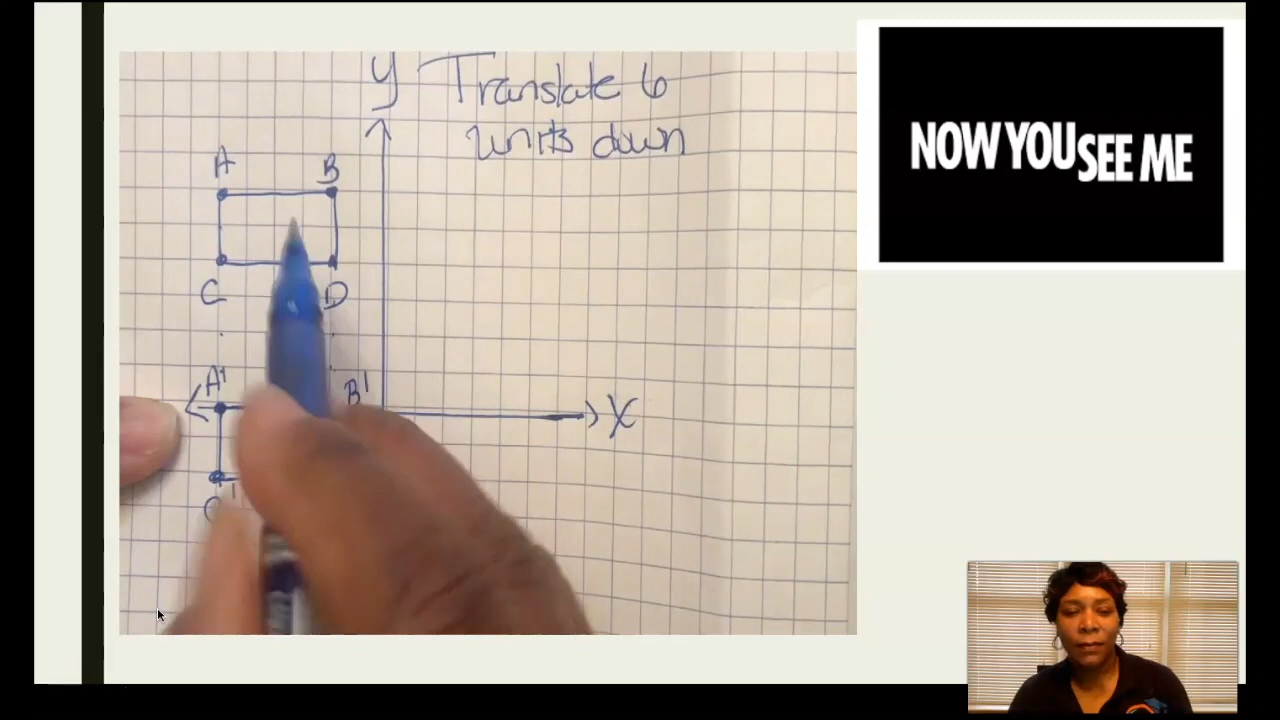 y Translate 6
units down
A B
C D
A' B'
X
C'
NOW YOU SEE ME